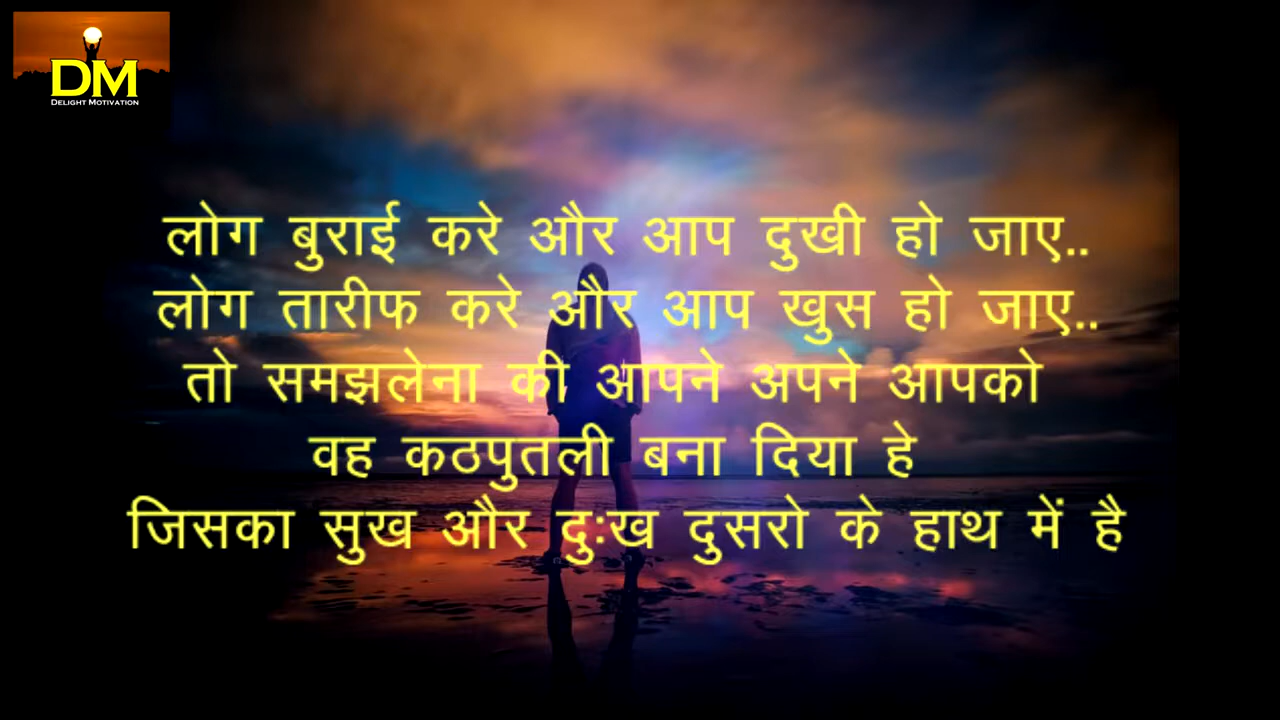 DM
DELIGHT MOTIVATION
लोग बुराई करे और आप दुखी हो जाए..
लोग तारीफ करे और आप खुस हो जाए..
तो समझलेना की आपने अपने आपको
वह कठपुतली बना दिया हे
जिसका सुख और दुःख दुसरो के हाथ में है